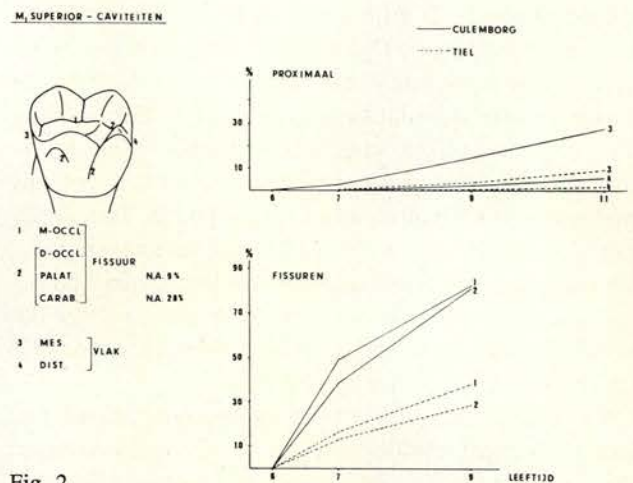 M₁ SUPERIOR - CAVITEITEN
CULEMBORG
TIEL
% PROXIMAAL
30
10
3
3
4
4
6 7 9 11
1
2
3
4
2
2
1 M-OCCL.
D-OCCL. FISSUUR
2 PALAT. N.A. 9%
CARAB. N.A. 28%
3 MES. VLAK
4 DIST.
% FISSUREN
90
70
50
30
10
1
2
1
2
6 7 9 LEEFTIJD
Fig. 2